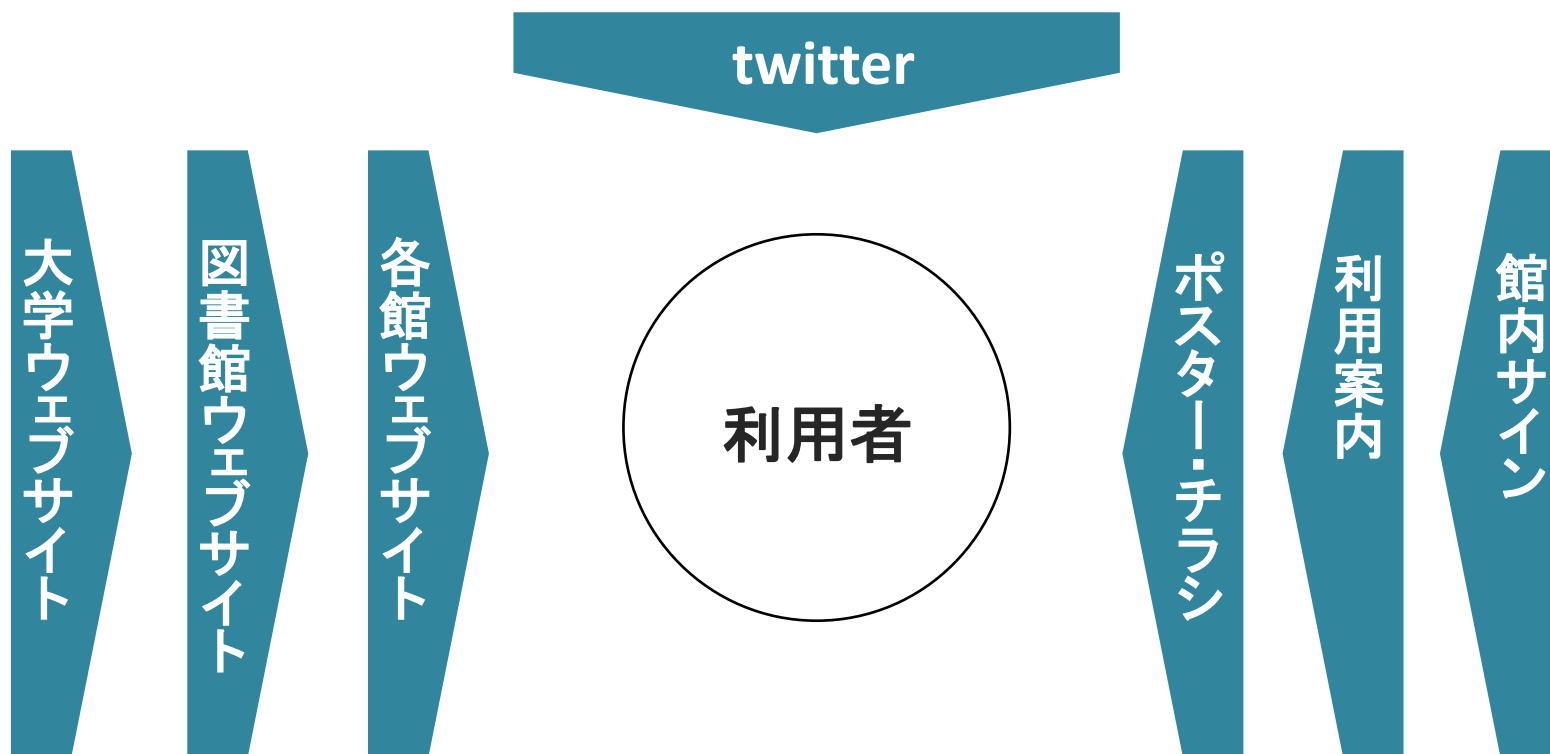 twitter
大学ウェブサイト
図書館ウェブサイト
各館ウェブサイト
利用者
ポスター・チラシ
利用案内
館内サイン